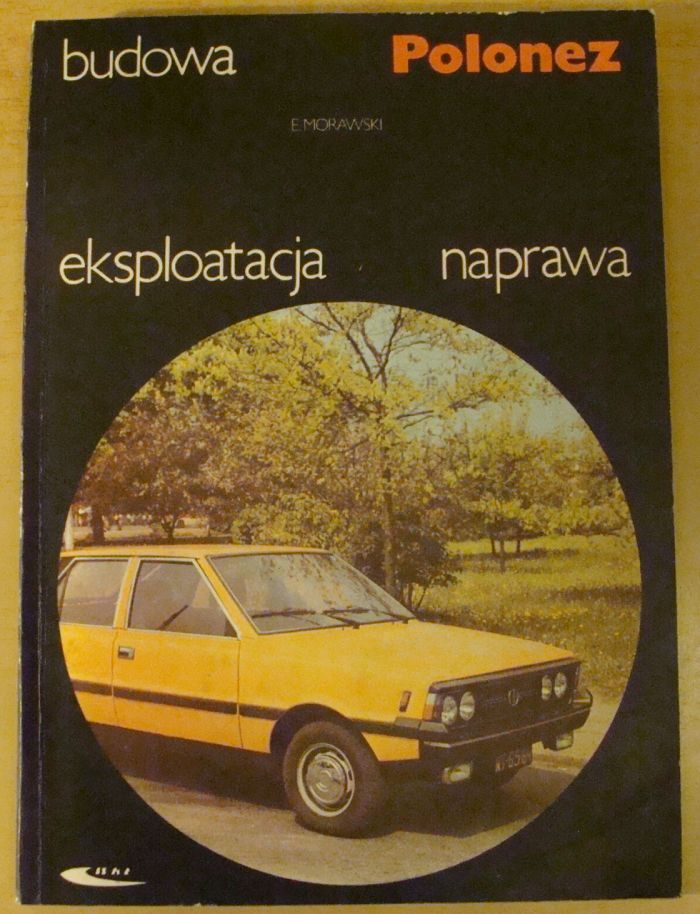 budowa Polonez
E. MORAWSKI
eksploatacja naprawa